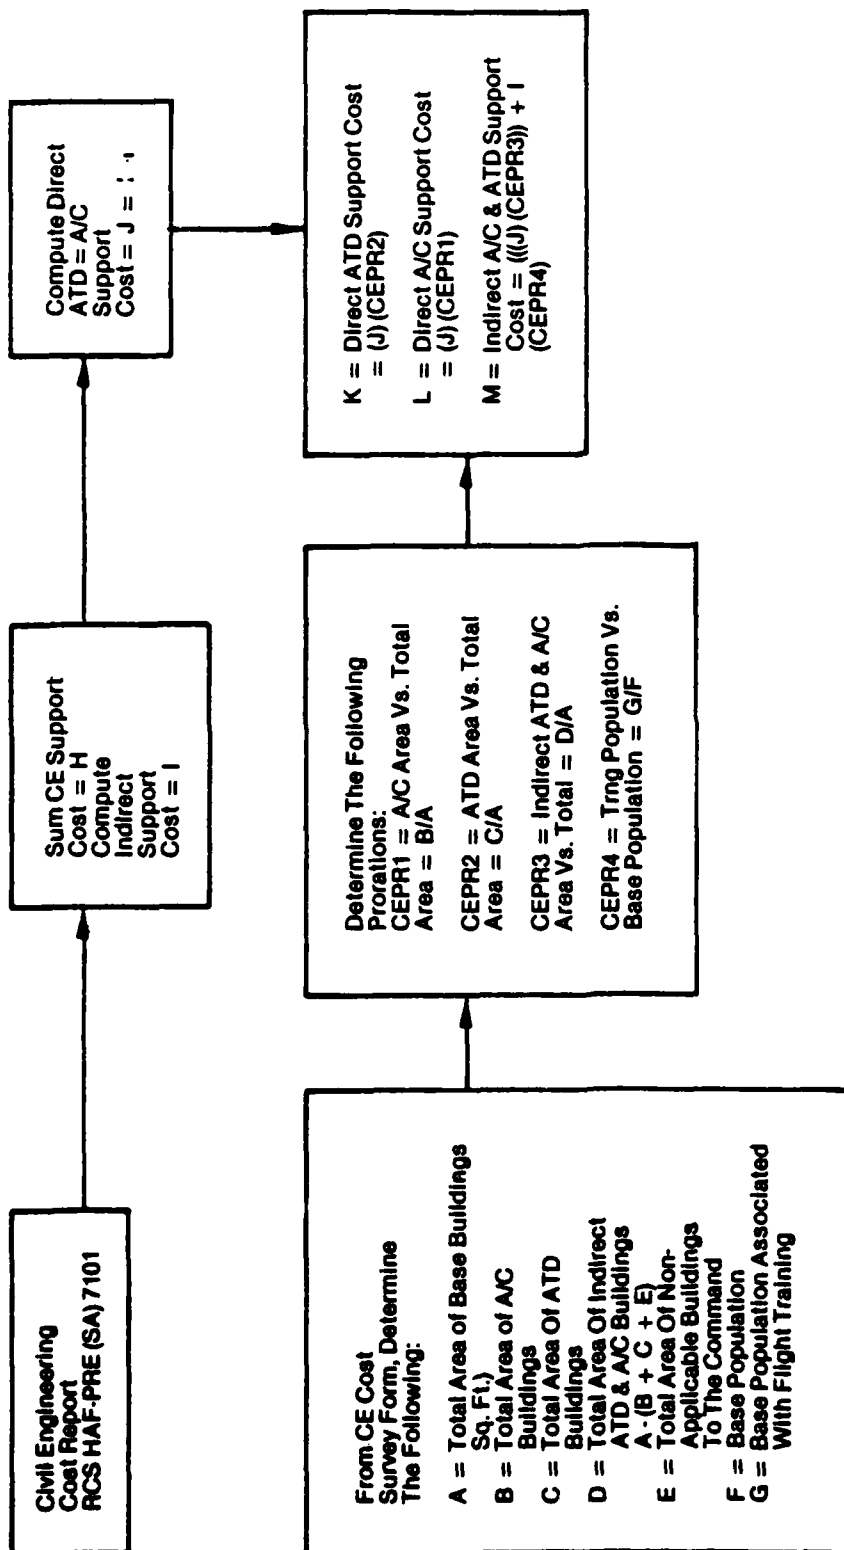 Civil Engineering
Cost Report
RCS HAF-PRE (SA) 7101
Sum CE Support
Cost = H
Compute
Indirect
Support
Cost = I
Compute Direct
ATD = A/C
Support
Cost = J =
From CE Cost
Survey Form, Determine
The Following:
A = Total Area of Base Buildings
Sq. Ft.)
B = Total Area of A/C
Buildings
C = Total Area Of ATD
Buildings
D = Total Area Of Indirect
ATD & A/C Buildings
A - (B + C + E)
E = Total Area Of Non-
Applicable Buildings
To The Command
F = Base Population
G = Base Population Associated
With Flight Training
Determine The Following
Prorations:
CEPR1 = A/C Area Vs. Total
Area = B/A
CEPR2 = ATD Area Vs. Total
Area = C/A
CEPR3 = Indirect ATD & A/C
Area Vs. Total = D/A
CEPR4 = Trng Population Vs.
Base Population = G/F
K = Direct ATD Support Cost
= (J) (CEPR2)
L = Direct A/C Support Cost
= (J) (CEPR1)
M = Indirect A/C & ATD Support
Cost = (((J) (CEPR3)) + I
(CEPR4)